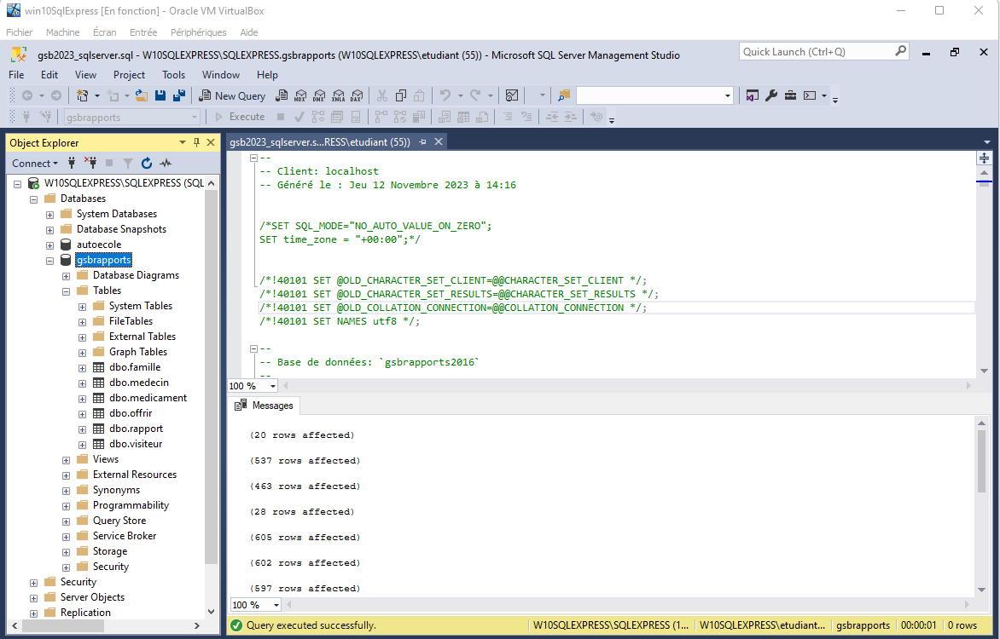 win10SqlExpress [En fonction] - Oracle VM VirtualBox
Fichier Machine Écran Entrée Périphériques Aide
gsb2023_sqlserver.sql - W10SQLEXPRESS\SQLEXPRESS.gsbrapports (W10SQLEXPRESS\etudiant (55)) - Microsoft SQL Server Management Studio
Quick Launch (Ctrl+Q)
File Edit View Project Tools Window Help
New Query
MDX DMX XMLA DAX
gsbrapports
Execute
Object Explorer
Connect
W10SQLEXPRESS\SQLEXPRESS (SQL
Databases
System Databases
Database Snapshots
autoecole
gsbrapports
Database Diagrams
Tables
System Tables
FileTables
External Tables
Graph Tables
dbo.famille
dbo.medecin
dbo.medicament
dbo.offrir
dbo.rapport
dbo.visiteur
Views
External Resources
Synonyms
Programmability
Query Store
Service Broker
Storage
Security
Security
Server Objects
Replication
gsb2023_sqlserver.s...RESS\etudiant (55))
--
-- Client: localhost
-- Généré le : Jeu 12 Novembre 2023 à 14:16
/*SET SQL_MODE="NO_AUTO_VALUE_ON_ZERO";
SET time_zone = "+00:00";*/
/*!40101 SET @OLD_CHARACTER_SET_CLIENT=@@CHARACTER_SET_CLIENT */;
/*!40101 SET @OLD_CHARACTER_SET_RESULTS=@@CHARACTER_SET_RESULTS */;
/*!40101 SET @OLD_COLLATION_CONNECTION=@@COLLATION_CONNECTION */;
/*!40101 SET NAMES utf8 */;
--
-- Base de données: `gsbrapports2016`
--
100 %
Messages
(20 rows affected)
(537 rows affected)
(463 rows affected)
(28 rows affected)
(605 rows affected)
(602 rows affected)
(597 rows affected)
100 %
Query executed successfully.
W10SQLEXPRESS\SQLEXPRESS (1... W10SQLEXPRESS\etudiant... gsbrapports 00:00:01 0 rows